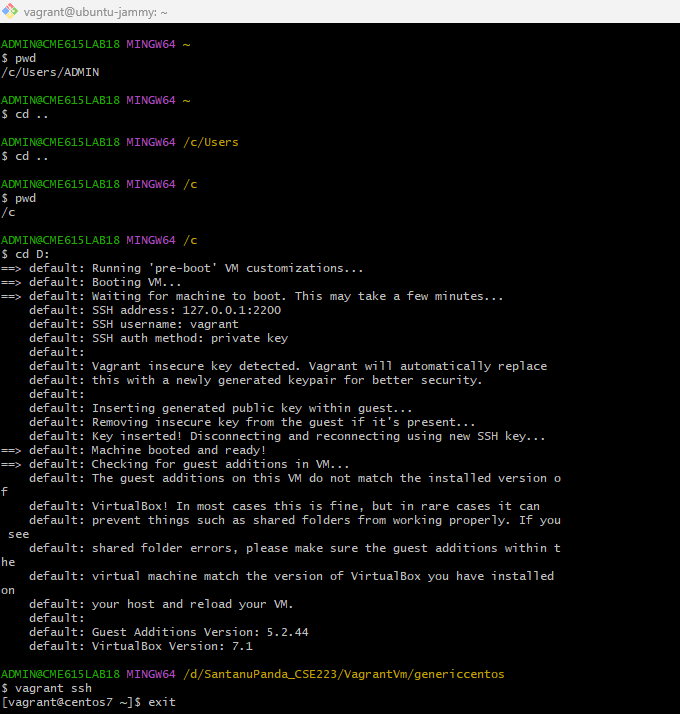 vagrant@ubuntu-jammy: ~
ADMIN@CME615LAB18 MINGW64 ~
$ pwd
/c/Users/ADMIN
ADMIN@CME615LAB18 MINGW64 ~
$ cd ..
ADMIN@CME615LAB18 MINGW64 /c/Users
$ cd ..
ADMIN@CME615LAB18 MINGW64 /c
$ pwd
/c
ADMIN@CME615LAB18 MINGW64 /c
$ cd D:
==> default: Running 'pre-boot' VM customizations...
==> default: Booting VM...
==> default: Waiting for machine to boot. This may take a few minutes...
    default: SSH address: 127.0.0.1:2200
    default: SSH username: vagrant
    default: SSH auth method: private key
    default:
    default: Vagrant insecure key detected. Vagrant will automatically replace
    default: this with a newly generated keypair for better security.
    default:
    default: Inserting generated public key within guest...
    default: Removing insecure key from the guest if it's present...
    default: Key inserted! Disconnecting and reconnecting using new SSH key...
==> default: Machine booted and ready!
==> default: Checking for guest additions in VM...
    default: The guest additions on this VM do not match the installed version o
f
    default: VirtualBox! In most cases this is fine, but in rare cases it can
    default: prevent things such as shared folders from working properly. If you
 see
    default: shared folder errors, please make sure the guest additions within t
he
    default: virtual machine match the version of VirtualBox you have installed
on
    default: your host and reload your VM.
    default:
    default: Guest Additions Version: 5.2.44
    default: VirtualBox Version: 7.1
ADMIN@CME615LAB18 MINGW64 /d/SantanuPanda_CSE223/VagrantVm/genericcentos
$ vagrant ssh
[vagrant@centos7 ~]$ exit